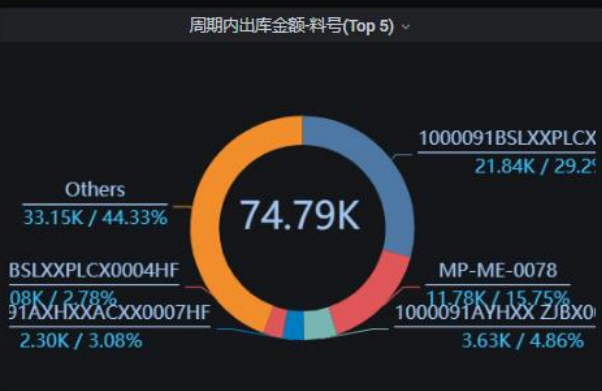 周期内出库金额-料号(Top 5)
1000091BSLXXPLCX
21.84K / 29.2
Others
33.15K / 44.33%
74.79K
BSLXXPLCX0004HF
08K / 2.78%
MP-ME-0078
11.78K / 15.75%
91AXHXXACXX0007HF
2.30K / 3.08%
1000091AYHXX ZJBX0
3.63K / 4.86%